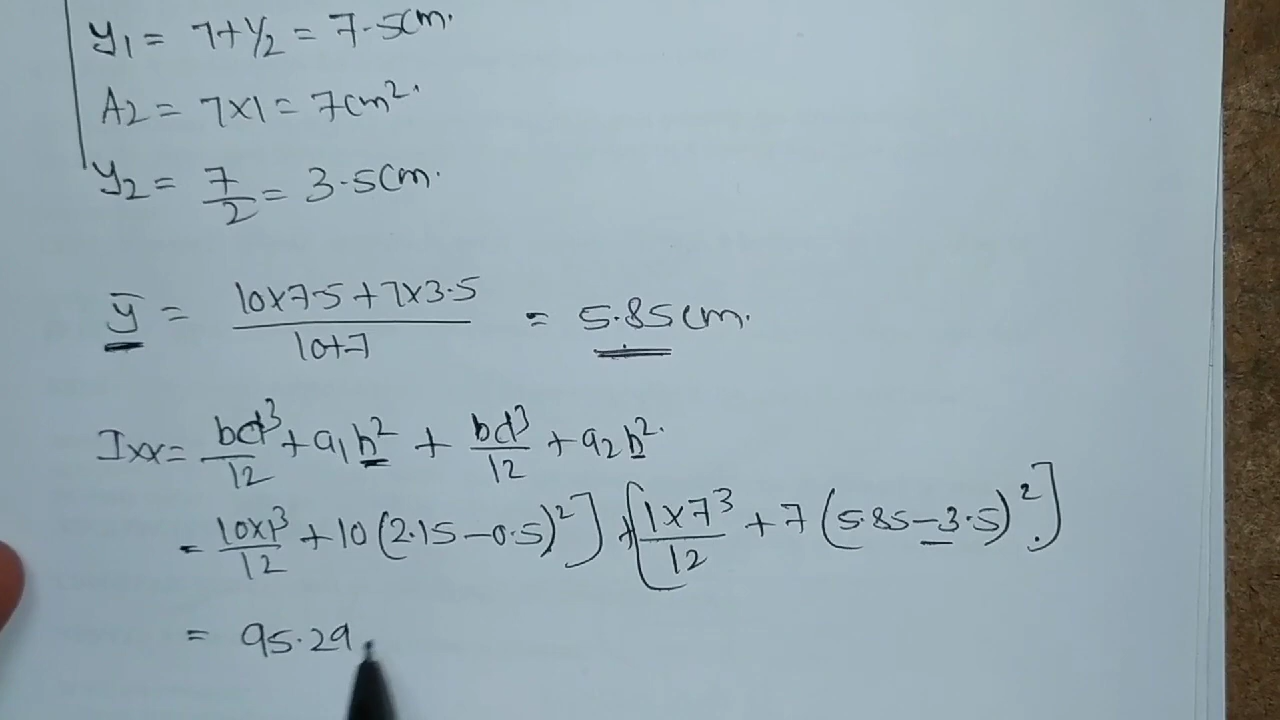 y₁ = 7+½ = 7.5cm.
A2 = 7×1 = 7cm².
y₂ = 7/2 = 3.5cm.
ȳ = 10×7.5+7×3.5 / 10+7 = 5.85cm.
Ixx = bd³/12 + a₁h² + bd³/12 + a₂h².
= 10×1³/12 + 10(2.15-0.5)²] + [1×7³/12 + 7(5.85-3.5)².]
= 95.29